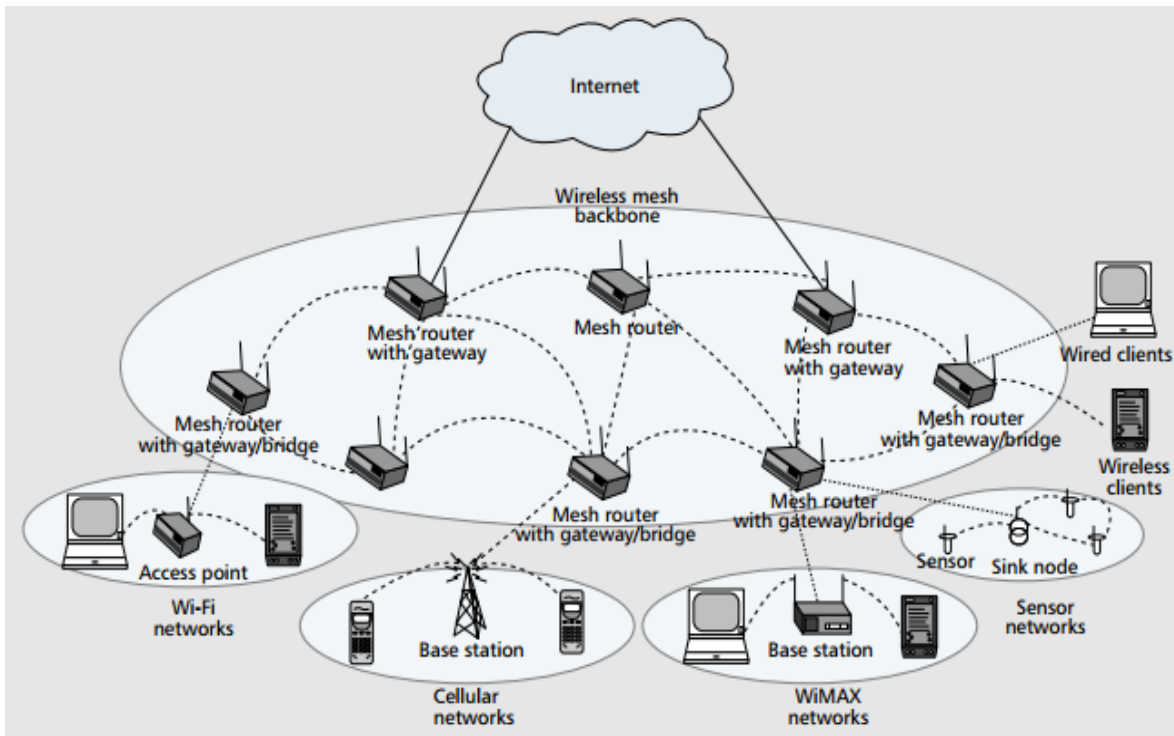 Internet
Wireless mesh
backbone
Mesh router
with gateway
Mesh router
Mesh router
with gateway
Wired clients
Mesh router
with gateway/bridge
Mesh router
with gateway/bridge
Wireless
clients
Mesh router
with gateway/bridge
Mesh router
with gateway/bridge
Access point
Wi-Fi
networks
Sensor
Sink node
Sensor
networks
Base station
Cellular
networks
Base station
WiMAX
networks